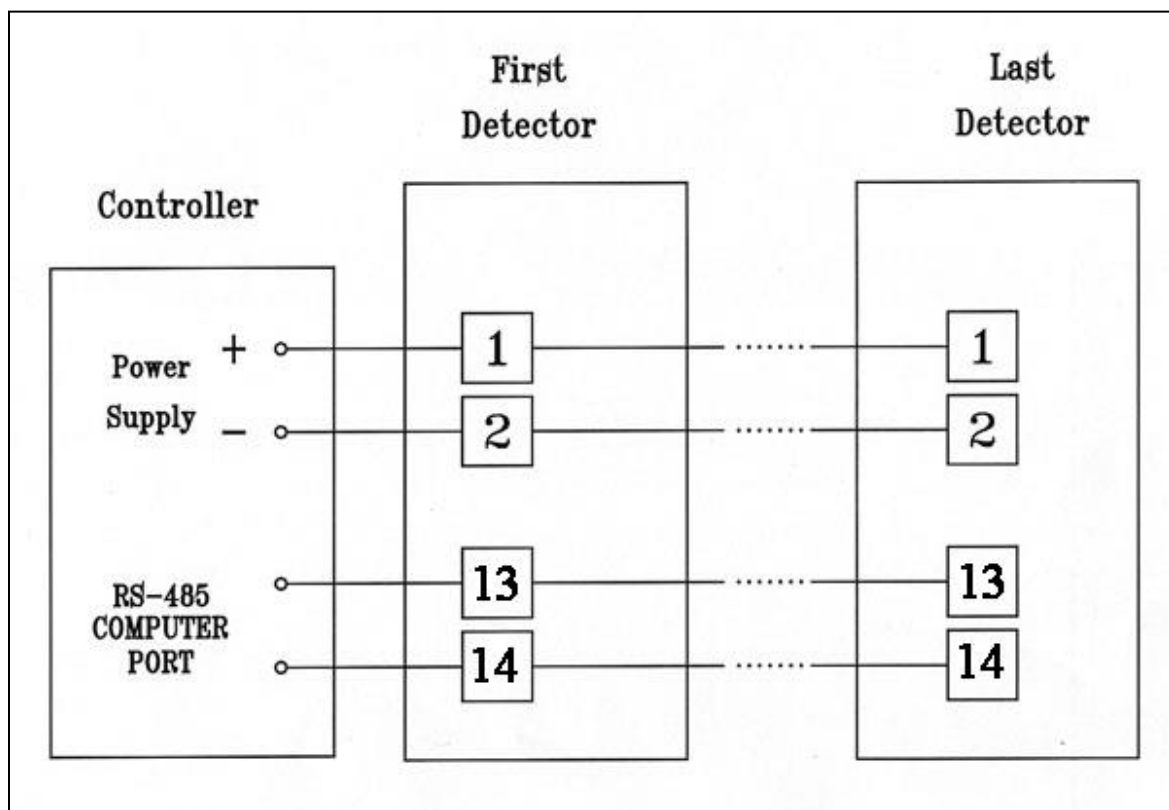 First
Detector
Last
Detector
Controller
Power
Supply
+
−
1
2
1
2
RS-485
COMPUTER
PORT
13
14
13
14